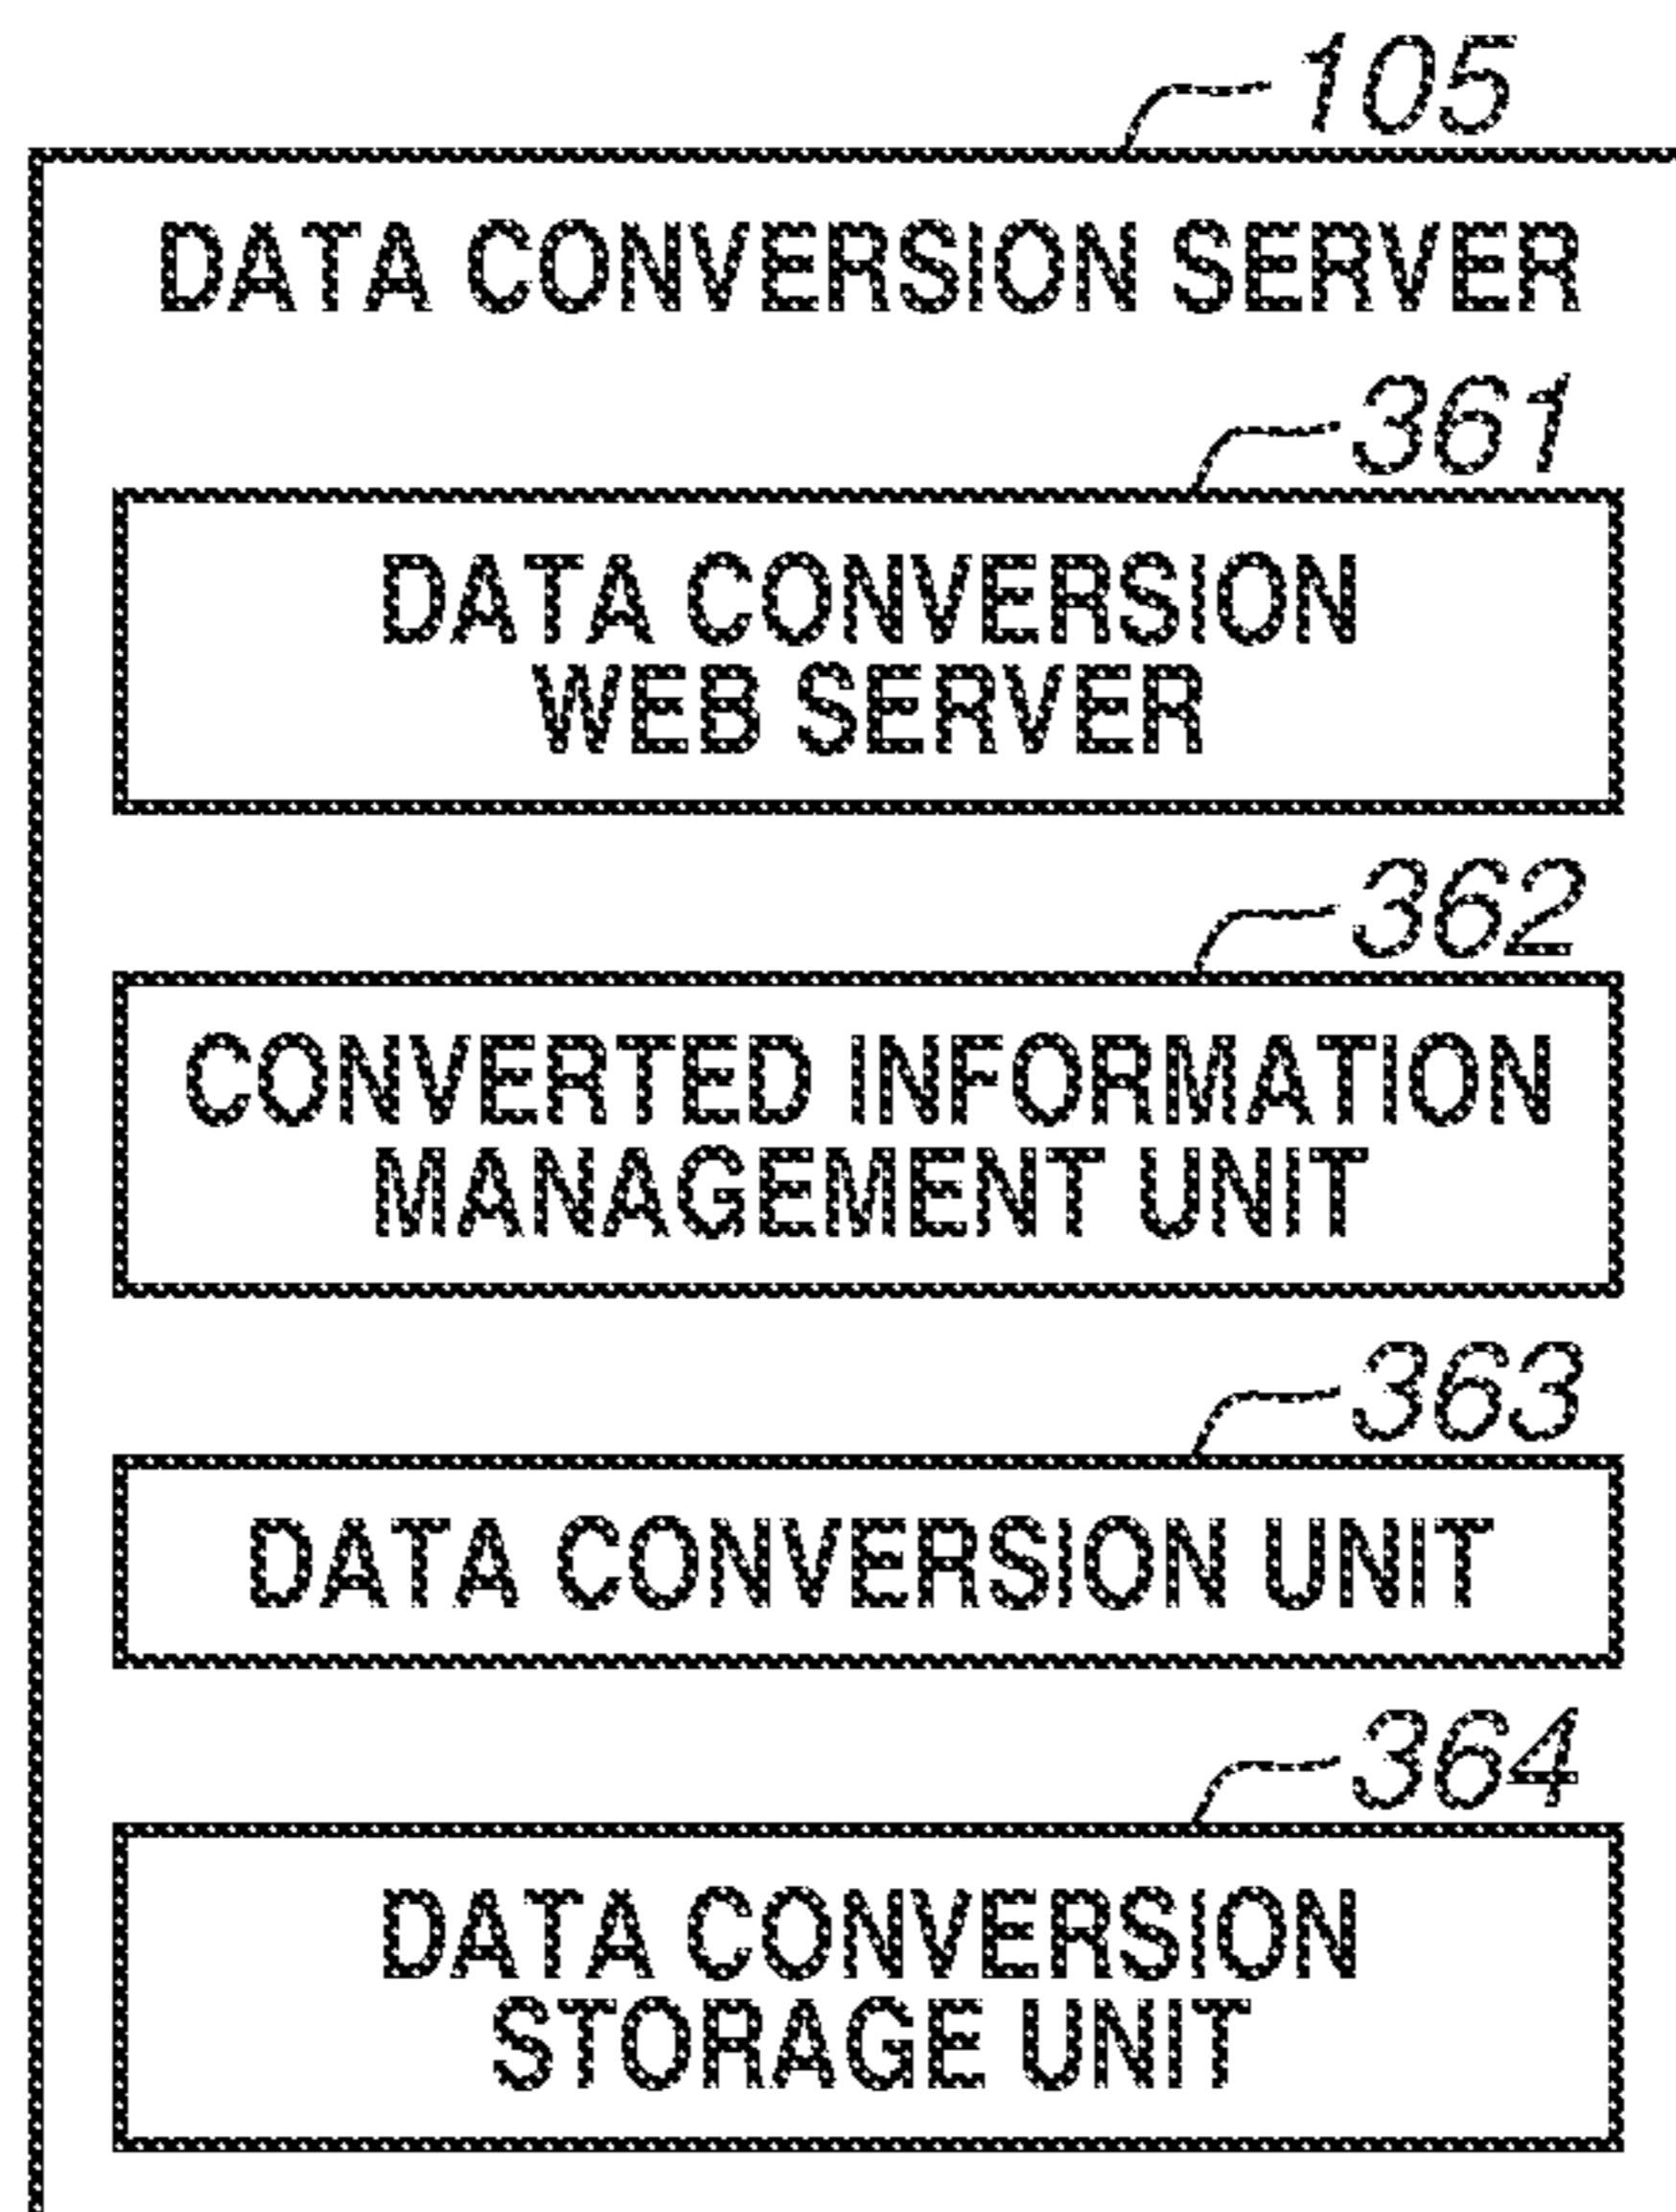 105
DATA CONVERSION SERVER
361
DATA CONVERSION
WEB SERVER
362
CONVERTED INFORMATION
MANAGEMENT UNIT
363
DATA CONVERSION UNIT
364
DATA CONVERSION
STORAGE UNIT